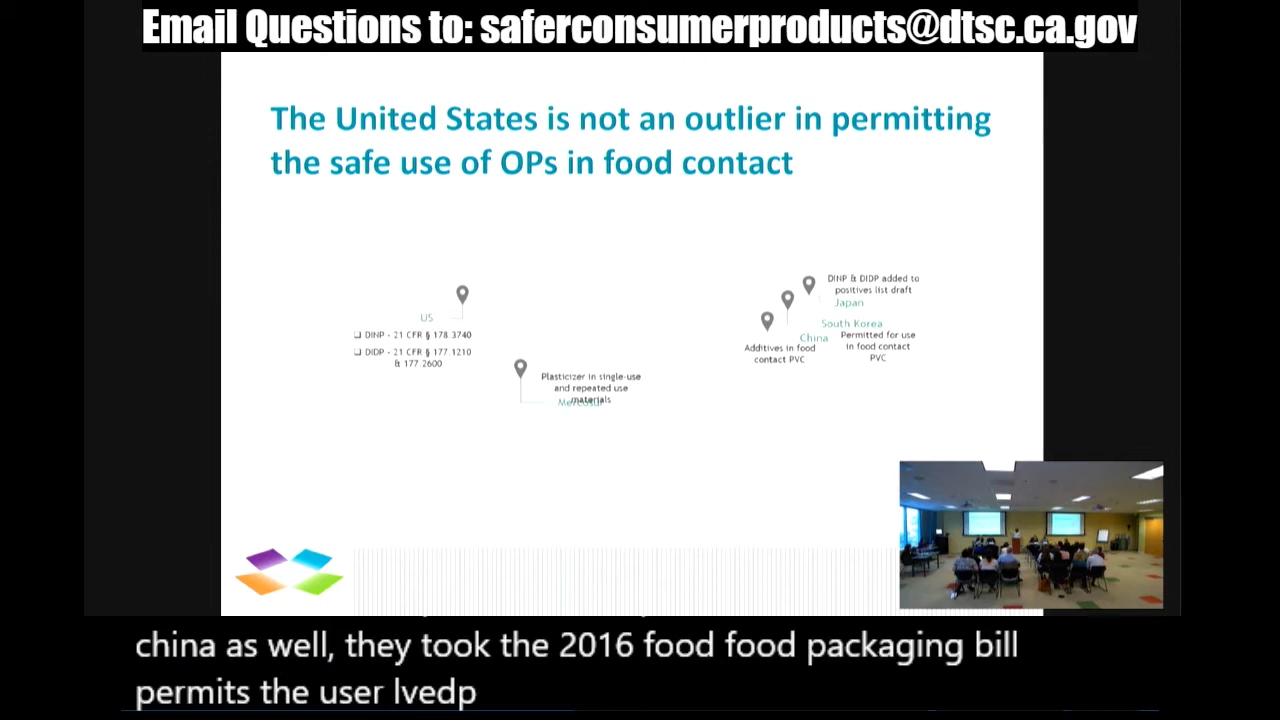 Email Questions to: saferconsumerproducts@dtsc.ca.gov
The United States is not an outlier in permitting
the safe use of OPs in food contact
US
❑ DINP - 21 CFR § 178.3740
❑ DIDP - 21 CFR § 177.1210
& 177.2600
Plasticizer in single-use
and repeated use
materials
Mercosur
DINP & DIDP added to
positives list draft
Japan
South Korea
Permitted for use
in food contact
PVC
China
Additives in food
contact PVC
china as well, they took the 2016 food food packaging bill
permits the user lvedp